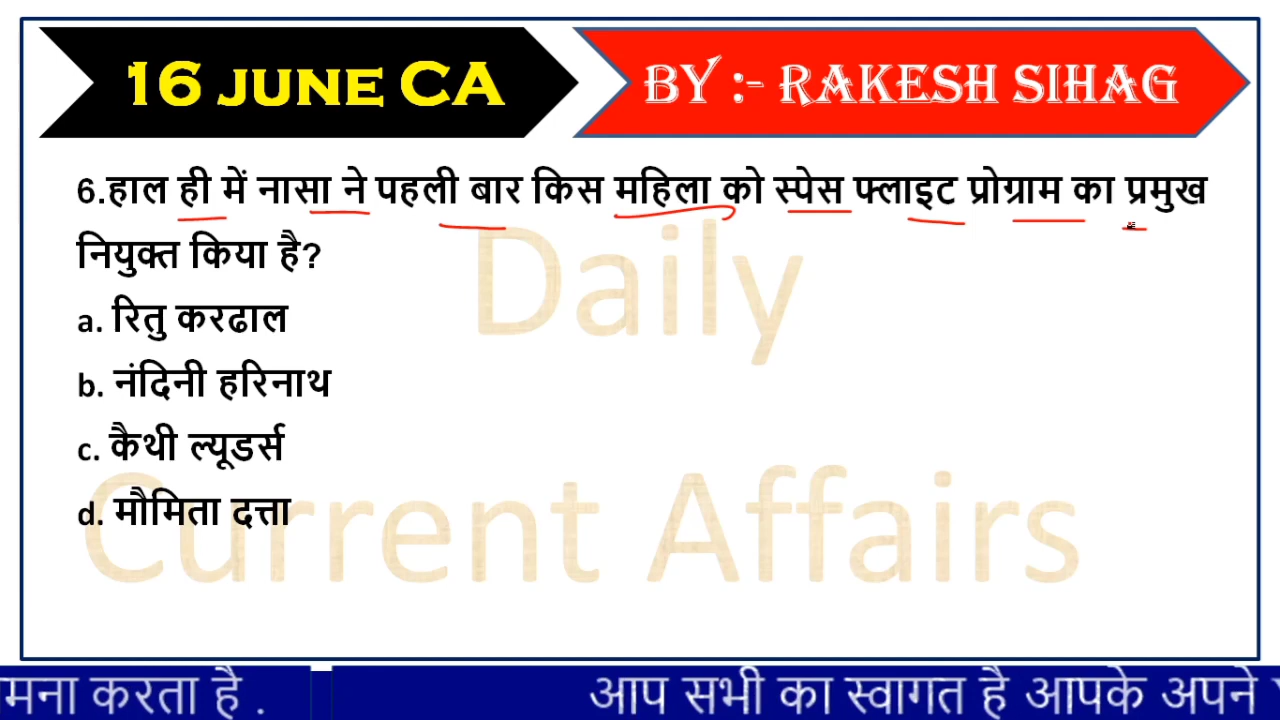 16 JUNE CA
BY :- RAKESH SIHAG
6.हाल ही में नासा ने पहली बार किस महिला को स्पेस फ्लाइट प्रोग्राम का प्रमुख
नियुक्त किया है?
a. रितु करढाल
b. नंदिनी हरिनाथ
c. कैथी ल्यूडर्स
d. मौमिता दत्ता
Daily
Current Affairs
मना करता है . आप सभी का स्वागत है आपके अपने